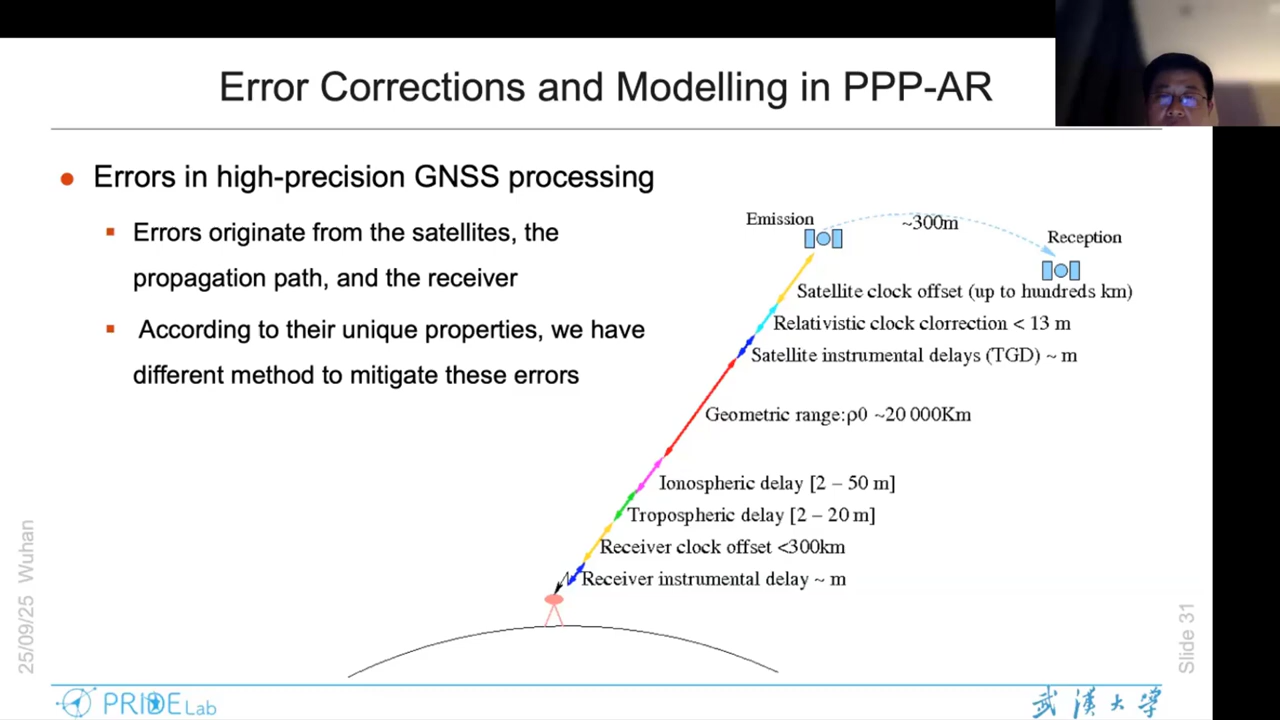 Error Corrections and Modelling in PPP-AR
Errors in high-precision GNSS processing
Errors originate from the satellites, the
propagation path, and the receiver
According to their unique properties, we have
different method to mitigate these errors
Emission
~300m
Reception
Satellite clock offset (up to hundreds km)
Relativistic clock clorrection < 13 m
Satellite instrumental delays (TGD) ~ m
Geometric range:ρ0 ~20 000Km
Ionospheric delay [2 – 50 m]
Tropospheric delay [2 – 20 m]
Receiver clock offset <300km
Receiver instrumental delay ~ m
25/09/25 Wuhan
Slide 31
PRIDE Lab
武漢大学